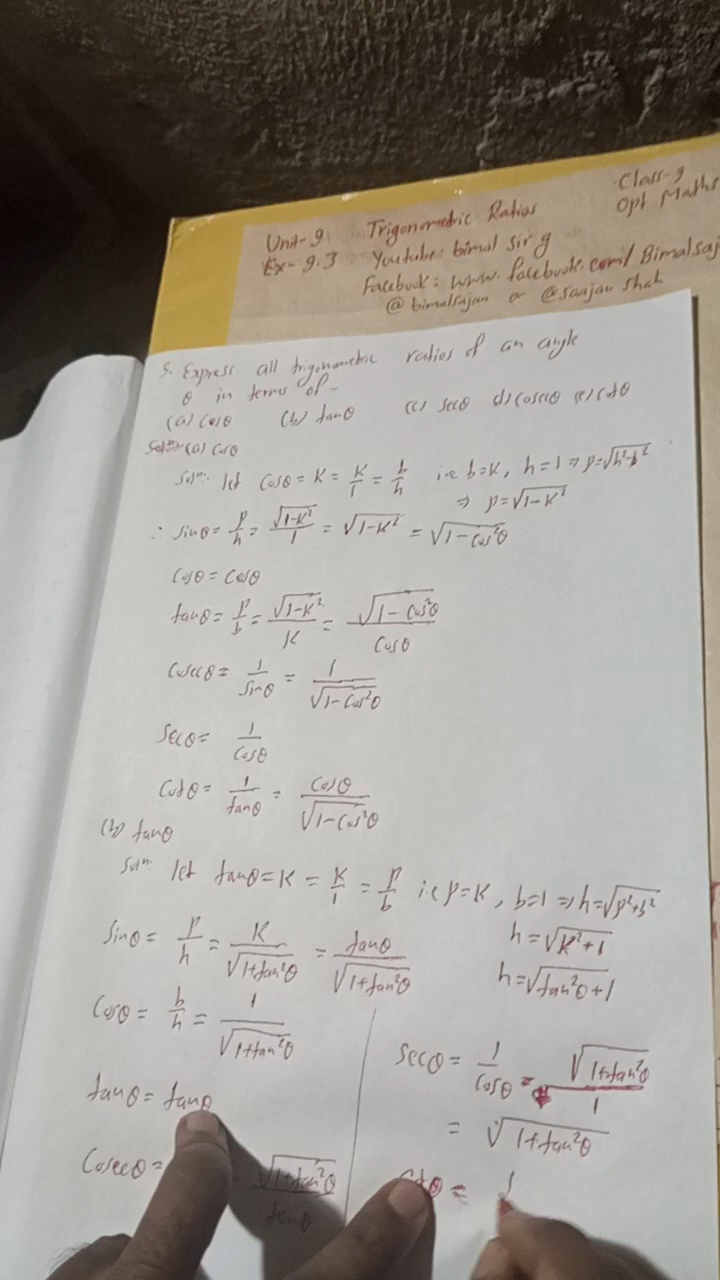 Unit-9 Trigonometric Ratios Class-9
Ex-9.3 Youtube: bimal sir g Opt Maths
Facebook: www.facebook.com/Bimalsaj
@bimalsajan or @saajan shah
5. Express all trigonometric ratios of an angle
θ in terms of-
(a) Cosθ (b) tanθ (c) secθ d) Cosecθ (e) Cotθ
Solⁿ: (a) Cosθ
Solⁿ: let Cosθ = K = K/1 = b/h i.e b=K, h=1 ⇒ p=√(h²-b²)
⇒ p=√(1-K²)
∴ sinθ = p/h = √(1-K²)/1 = √(1-K²) = √(1-Cos²θ)
Cosθ = Cosθ
tanθ = p/b = √(1-K²)/K = √(1-Cos²θ)/Cosθ
Cosecθ = 1/sinθ = 1/√(1-Cos²θ)
Secθ = 1/Cosθ
Cotθ = 1/tanθ = Cosθ/√(1-Cos²θ)
(b) tanθ
Solⁿ: let tanθ = K = K/1 = p/b i.e p=K, b=1 ⇒ h=√(p²+b²)
h=√(K²+1)
h=√(tan²θ+1)
Sinθ = p/h = K/√(1+tan²θ) = tanθ/√(1+tan²θ)
Cosθ = b/h = 1/√(1+tan²θ)
tanθ = tanθ
Cosecθ = √(1+tan²θ)/tanθ
Secθ = 1/Cosθ = √(1+tan²θ)/1
= √(1+tan²θ)
θ = 1